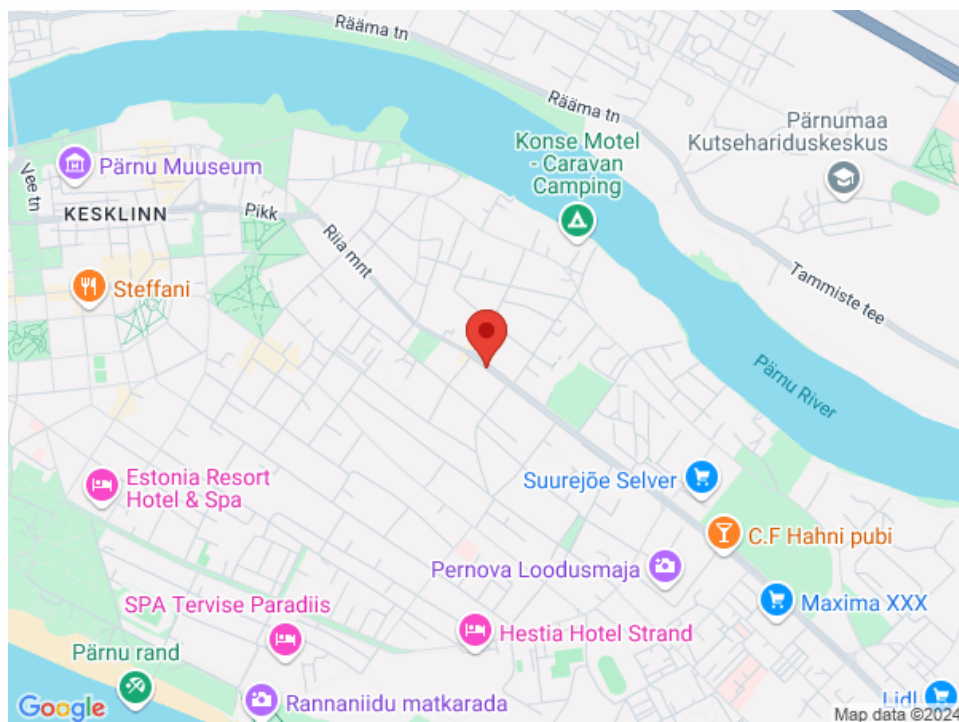 Rääma tn
Rääma tn
Pärnumaa
Kutsehariduskeskus
Konse Motel
- Caravan
Camping
Pärnu Muuseum
Vee tn
KESKLINN
Pikk
Riia mnt
Tammiste tee
Steffani
Pärnu River
Estonia Resort
Hotel & Spa
Suurejõe Selver
C.F Hahni pubi
Pernova Loodusmaja
Maxima XXX
SPA Tervise Paradiis
Hestia Hotel Strand
Pärnu rand
Rannaniidu matkarada
Lidl
Google
Map data ©2024